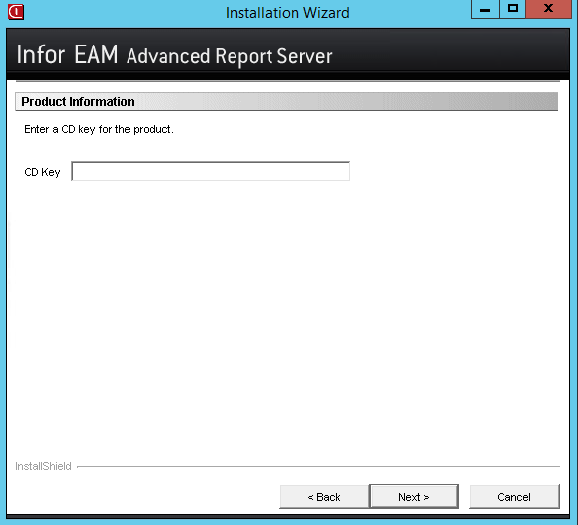 Installation Wizard
Infor EAM Advanced Report Server
Product Information
Enter a CD key for the product.
CD Key
InstallShield
< Back Next > Cancel